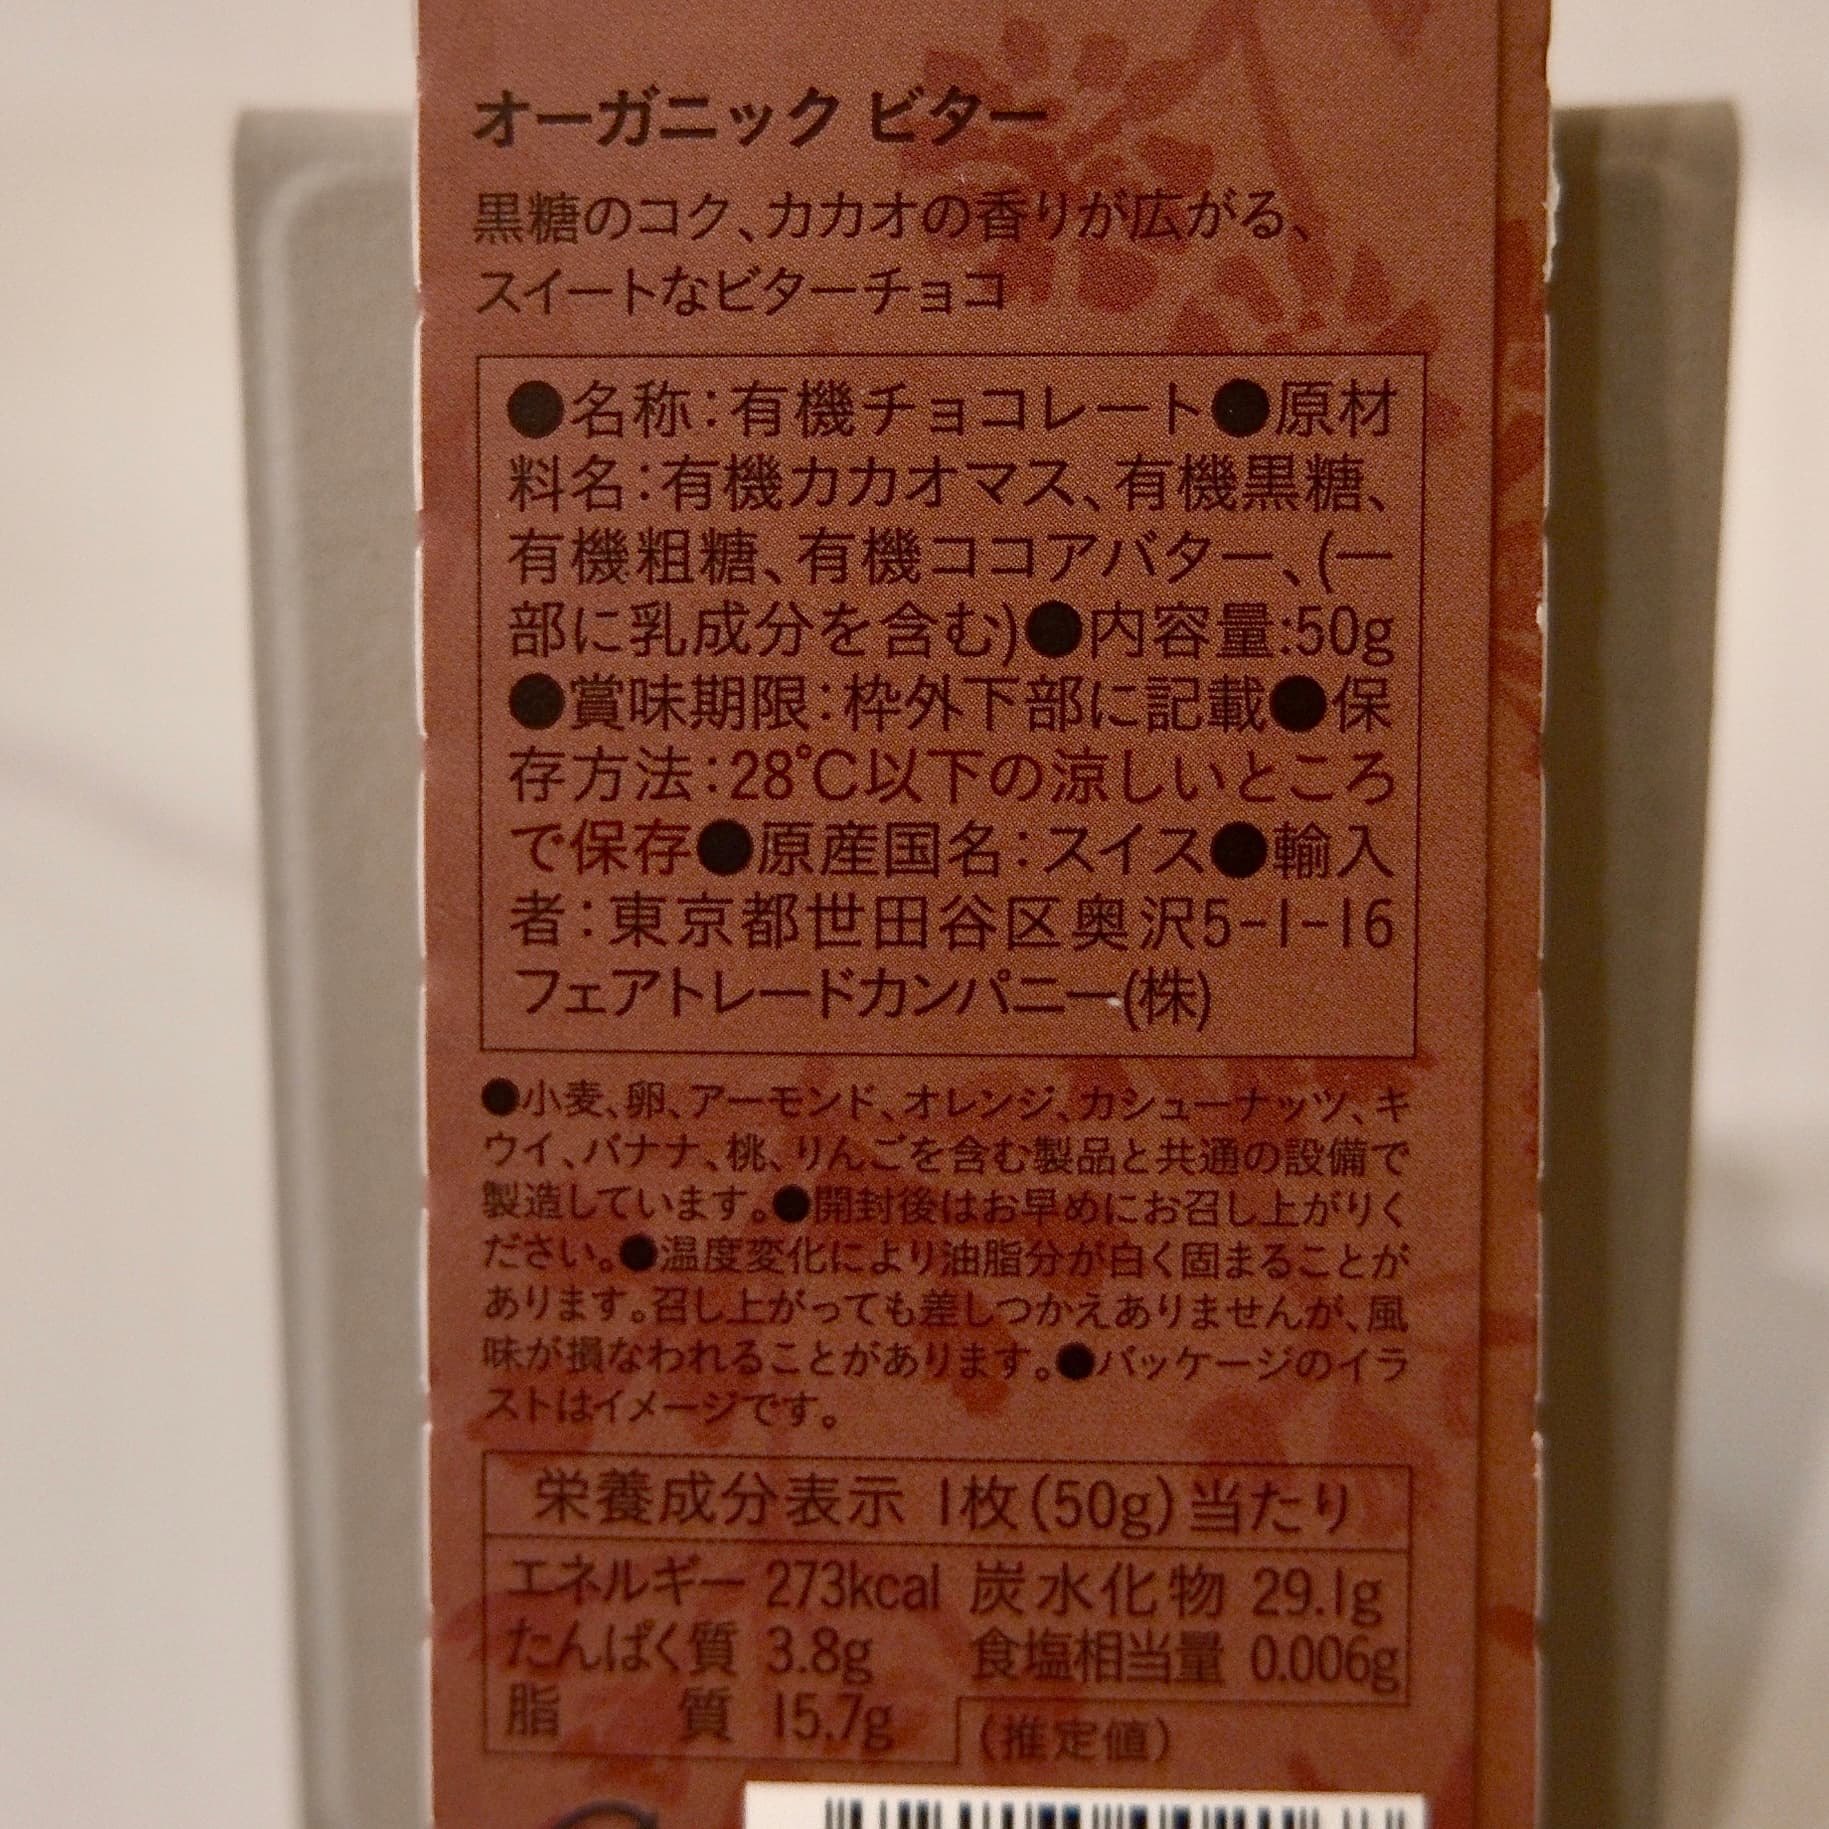 オーガニック ビター
黒糖のコク、カカオの香りが広がる、
スイートなビターチョコ
●名称:有機チョコレート●原材
料名:有機カカオマス、有機黒糖、
有機粗糖、有機ココアバター、(一
部に乳成分を含む)●内容量:50g
●賞味期限:枠外下部に記載●保
存方法:28℃以下の涼しいところ
で保存●原産国名:スイス●輸入
者:東京都世田谷区奥沢5-1-16
フェアトレードカンパニー(株)
●小麦、卵、アーモンド、オレンジ、カシューナッツ、キ
ウイ、バナナ、桃、りんごを含む製品と共通の設備で
製造しています。●開封後はお早めにお召し上がりく
ださい。●温度変化により油脂分が白く固まることが
あります。召し上がっても差しつかえありませんが、風
味が損なわれることがあります。●パッケージのイラ
ストはイメージです。
栄養成分表示 1枚(50g)当たり
エネルギー 273kcal 炭水化物 29.1g
たんぱく質 3.8g 食塩相当量 0.006g
脂質 15.7g (推定値)